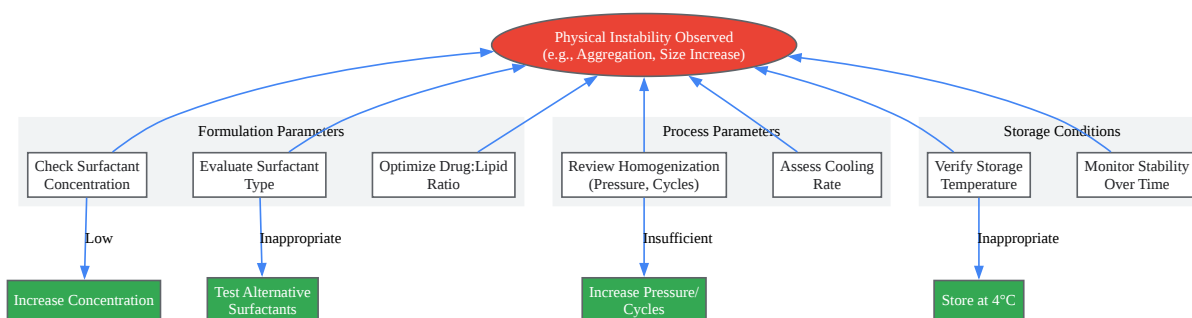 Physical Instability Observed
(e.g., Aggregation, Size Increase)
Formulation Parameters
Process Parameters
Storage Conditions
Check Surfactant
Concentration
Evaluate Surfactant
Type
Optimize Drug:Lipid
Ratio
Review Homogenization
(Pressure, Cycles)
Assess Cooling
Rate
Verify Storage
Temperature
Monitor Stability
Over Time
Low
Inappropriate
Insufficient
Inappropriate
Increase Concentration
Test Alternative
Surfactants
Increase Pressure/
Cycles
Store at 4°C